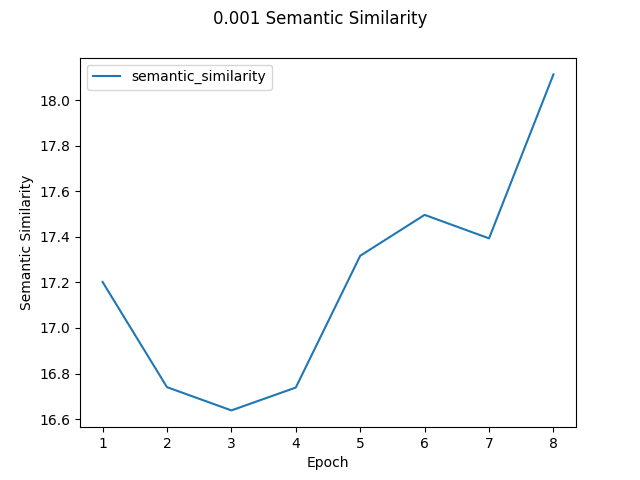 0.001 Semantic Similarity
semantic_similarity
18.0
17.8
17.6
17.4
17.2
17.0
16.8
16.6
Semantic Similarity
1 2 3 4 5 6 7 8
Epoch